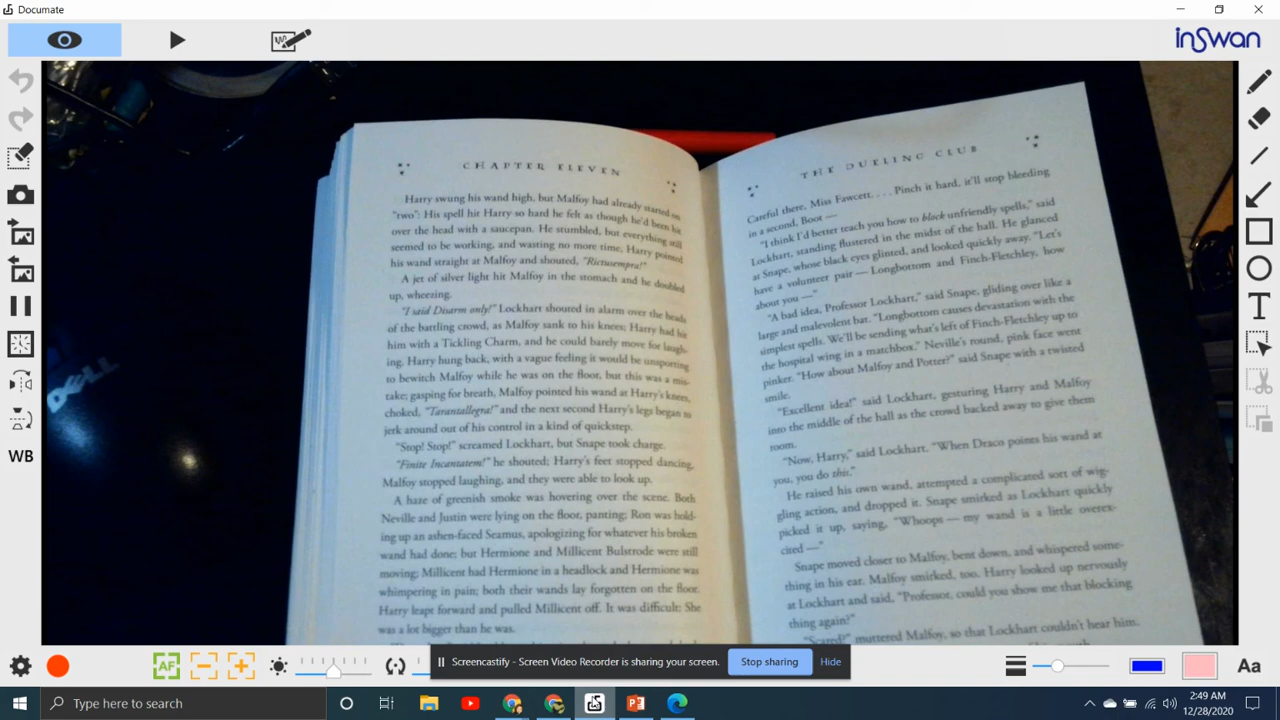 Documate
inSwan
CHAPTER ELEVEN
Harry swung his wand high, but Malfoy had already started on
"two": His spell hit Harry so hard he felt as though he'd been hit
over the head with a saucepan. He stumbled, but everything still
seemed to be working, and wasting no more time, Harry pointed
his wand straight at Malfoy and shouted, "Rictusempra!"
A jet of silver light hit Malfoy in the stomach and he doubled
up, wheezing.
"I said Disarm only!" Lockhart shouted in alarm over the heads
of the battling crowd, as Malfoy sank to his knees; Harry had hit
him with a Tickling Charm, and he could barely move for laugh-
ing. Harry hung back, with a vague feeling it would be unsporting
to bewitch Malfoy while he was on the floor, but this was a mis-
take; gasping for breath, Malfoy pointed his wand at Harry's knees,
choked, "Tarantallegra!" and the next second Harry's legs began to
jerk around out of his control in a kind of quickstep.
"Stop! Stop!" screamed Lockhart, but Snape took charge.
"Finite Incantatem!" he shouted; Harry's feet stopped dancing,
Malfoy stopped laughing, and they were able to look up.
A haze of greenish smoke was hovering over the scene. Both
Neville and Justin were lying on the floor, panting; Ron was hold-
ing up an ashen-faced Seamus, apologizing for whatever his broken
wand had done; but Hermione and Millicent Bulstrode were still
moving; Millicent had Hermione in a headlock and Hermione was
whimpering in pain; both their wands lay forgotten on the floor.
Harry leapt forward and pulled Millicent off. It was difficult: She
was a lot bigger than he was.
THE DUELING CLUB
Careful there, Miss Fawcett. . . . Pinch it hard, it'll stop bleeding
in a second, Boot —
"I think I'd better teach you how to block unfriendly spells," said
Lockhart, standing flustered in the midst of the hall. He glanced
at Snape, whose black eyes glinted, and looked quickly away. "Let's
have a volunteer pair — Longbottom and Finch-Fletchley, how
about you —"
"A bad idea, Professor Lockhart," said Snape, gliding over like a
large and malevolent bat. "Longbottom causes devastation with the
simplest spells. We'll be sending what's left of Finch-Fletchley up to
the hospital wing in a matchbox." Neville's round, pink face went
pinker. "How about Malfoy and Potter?" said Snape with a twisted
smile.
"Excellent idea!" said Lockhart, gesturing Harry and Malfoy
into the middle of the hall as the crowd backed away to give them
room.
"Now, Harry," said Lockhart. "When Draco points his wand at
you, you do this."
He raised his own wand, attempted a complicated sort of wig-
gling action, and dropped it. Snape smirked as Lockhart quickly
picked it up, saying, "Whoops — my wand is a little overex-
cited —"
Snape moved closer to Malfoy, bent down, and whispered some-
thing in his ear. Malfoy smirked, too. Harry looked up nervously
at Lockhart and said, "Professor, could you show me that blocking
thing again?"
"Scared?" muttered Malfoy, so that Lockhart couldn't hear him.
DELL
T
WB
AF
Screencastify - Screen Video Recorder is sharing your screen.
Stop sharing
Hide
Aa
Type here to search
2:49 AM
12/28/2020